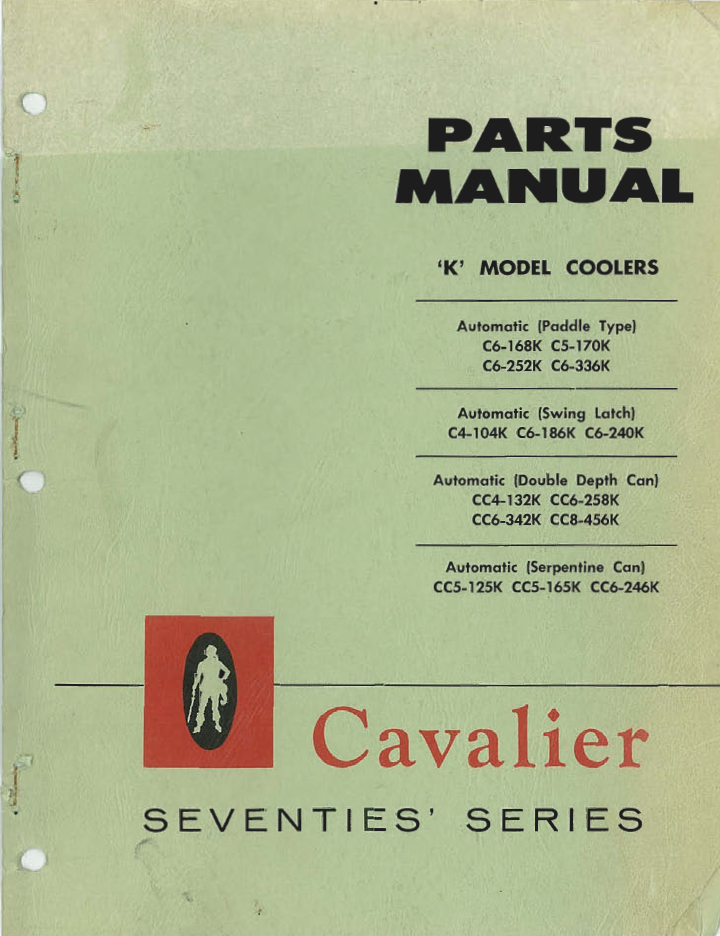 PARTS
MANUAL
‘K’ MODEL COOLERS
Automatic (Paddle Type)
C6-168K C5-170K
C6-252K C6-336K
Automatic (Swing Latch)
C4-104K C6-186K C6-240K
Automatic (Double Depth Can)
CC4-132K CC6-258K
CC6-342K CC8-456K
Automatic (Serpentine Can)
CC5-125K CC5-165K CC6-246K
Cavalier
SEVENTIES’ SERIES